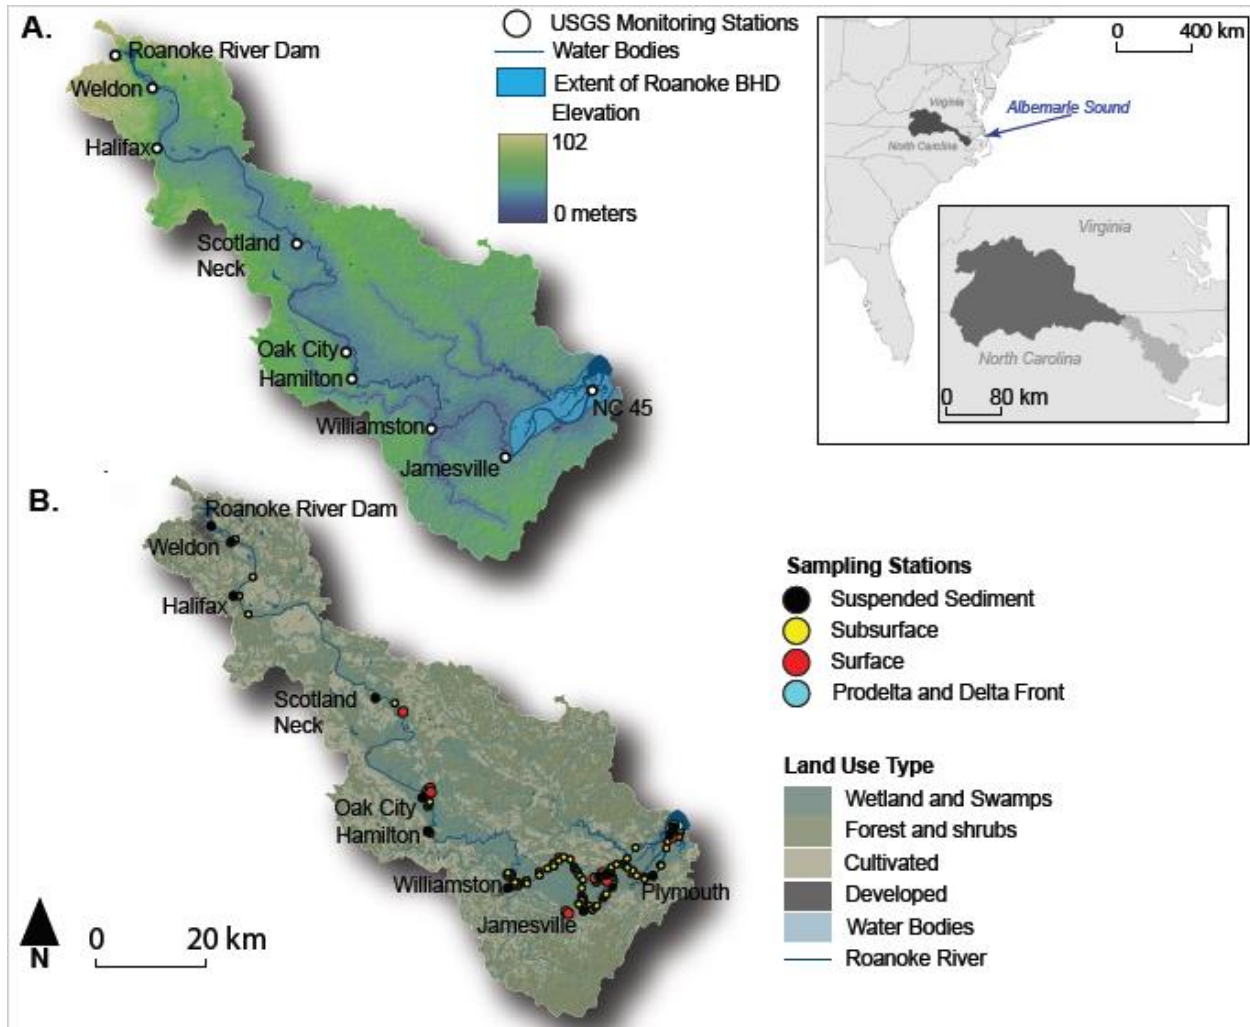 A.
USGS Monitoring Stations
Water Bodies
Extent of Roanoke BHD
Elevation
102
0 meters
Roanoke River Dam
Weldon
Halifax
Scotland
Neck
Oak City
Hamilton
Williamston
Jamesville
NC 45
0 400 km
Virginia
Albemarle Sound
North Carolina
Virginia
North Carolina
0 80 km
B.
Roanoke River Dam
Weldon
Halifax
Scotland
Neck
Oak City
Hamilton
Williamston
Plymouth
Jamesville
N
0 20 km
Sampling Stations
Suspended Sediment
Subsurface
Surface
Prodelta and Delta Front
Land Use Type
Wetland and Swamps
Forest and shrubs
Cultivated
Developed
Water Bodies
Roanoke River